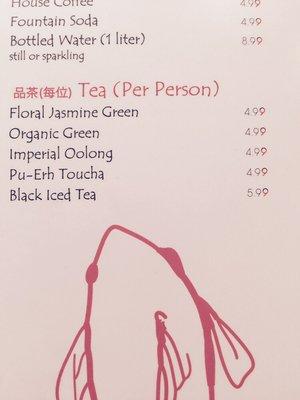 House Coffee 4.99
Fountain Soda 4.99
Bottled Water (1 liter) 8.99
still or sparkling
品茶(每位) Tea (Per Person)
Floral Jasmine Green 4.99
Organic Green 4.99
Imperial Oolong 4.99
Pu-Erh Toucha 4.99
Black Iced Tea 5.99